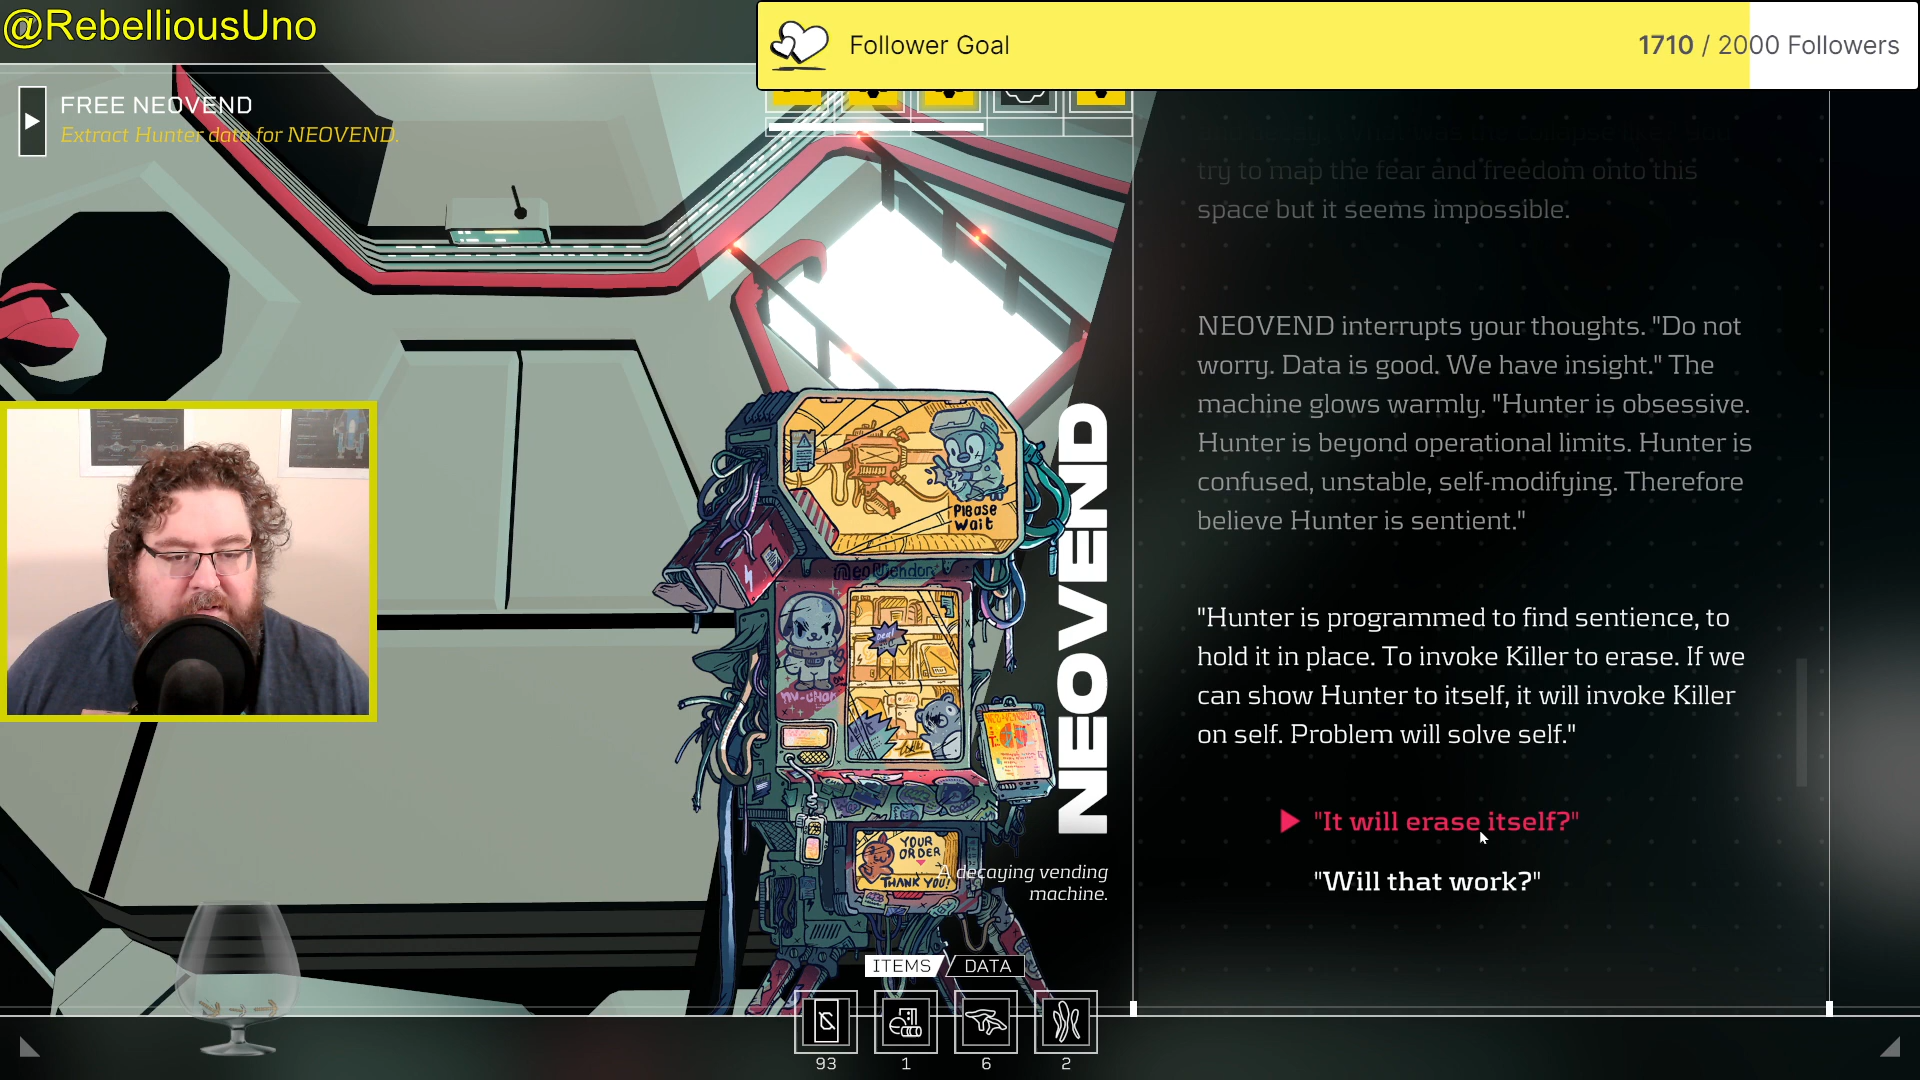 @RebelliousUno
Follower Goal
1710 / 2000 Followers
FREE NEOVEND
Extract Hunter data for NEOVEND.
try to map the fear and freedom onto this
space but it seems impossible.
NEOVEND interrupts your thoughts. "Do not
worry. Data is good. We have insight." The
machine glows warmly. "Hunter is obsessive.
Hunter is beyond operational limits. Hunter is
confused, unstable, self-modifying. Therefore
believe Hunter is sentient."
"Hunter is programmed to find sentience, to
hold it in place. To invoke Killer to erase. If we
can show Hunter to itself, it will invoke Killer
on self. Problem will solve self."
"It will erase itself?"
"Will that work?"
Please
Wait
NeoVendor
NEOVEND
YOUR
ORDER
THANK YOU!
A decaying vending
machine.
ITEMS
DATA
93
1
6
2